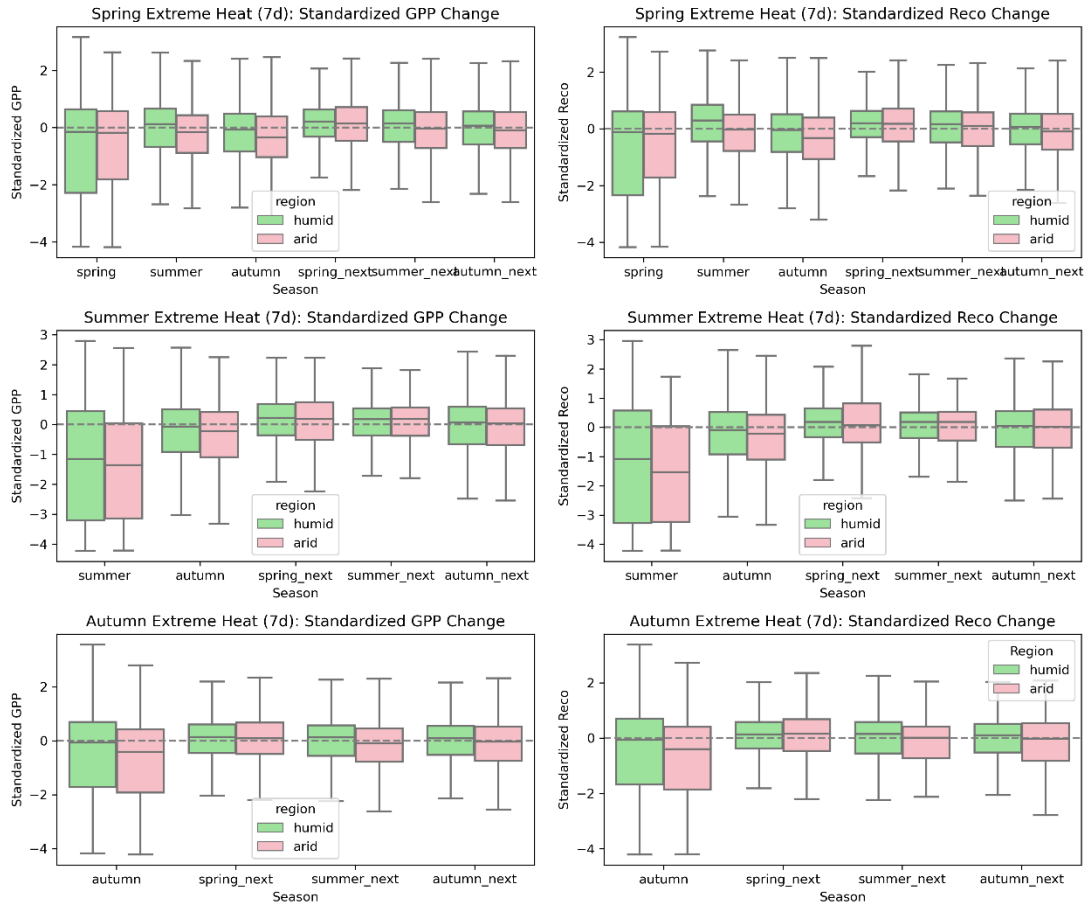 Spring Extreme Heat (7d): Standardized GPP Change
Standardized GPP
2
0
−2
−4
region
humid
arid
spring
summer
autumn
spring_next
summer_next
autumn_next
Season
Spring Extreme Heat (7d): Standardized Reco Change
Standardized Reco
2
0
−2
−4
region
humid
arid
spring
summer
autumn
spring_next
summer_next
autumn_next
Season
Summer Extreme Heat (7d): Standardized GPP Change
Standardized GPP
3
2
1
0
−1
−2
−3
−4
region
humid
arid
summer
autumn
spring_next
summer_next
autumn_next
Season
Summer Extreme Heat (7d): Standardized Reco Change
Standardized Reco
3
2
1
0
−1
−2
−3
−4
region
humid
arid
summer
autumn
spring_next
summer_next
autumn_next
Season
Autumn Extreme Heat (7d): Standardized GPP Change
Standardized GPP
2
0
−2
−4
region
humid
arid
autumn
spring_next
summer_next
autumn_next
Season
Autumn Extreme Heat (7d): Standardized Reco Change
Standardized Reco
2
0
−2
−4
Region
humid
arid
autumn
spring_next
summer_next
autumn_next
Season